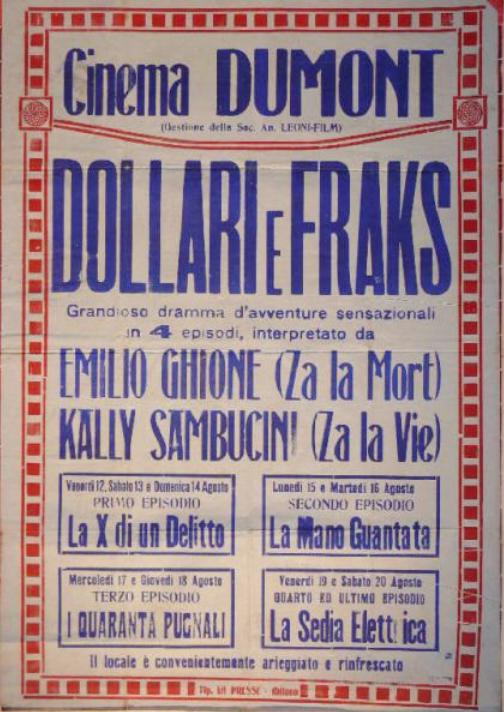 Cinema DUMONT
(Gestione della Soc. An. LEONI-FILM)
DOLLARI E FRAKS
Grandioso dramma d'avventure sensazionali
in 4 episodi, interpretato da
EMILIO GHIONE (Za la Mort)
KALLY SAMBUCINI (Za la Vie)
Venerdì 12, Sabato 13 e Domenica 14 Agosto
PRIMO EPISODIO
La X di un Delitto
Lunedì 15 e Martedì 16 Agosto
SECONDO EPISODIO
La Mano Guantata
Mercoledì 17 e Giovedì 18 Agosto
TERZO EPISODIO
I QUARANTA PUGNALI
Venerdì 19 e Sabato 20 Agosto
QUARTO ED ULTIMO EPISODIO
La Sedia Elettrica
Il locale è convenientemente arieggiato e rinfrescato
Tip. PRESSE - Milano